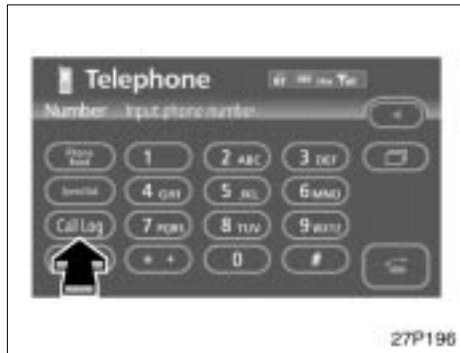 Telephone
Number Input phone number
Phone
book
1
2 ABC
3 DEF
Speed Dial
4 GHI
5 JKL
6 MNO
Call Log
7 PQRS
8 TUV
9 WXYZ
* +
0
#
27P196